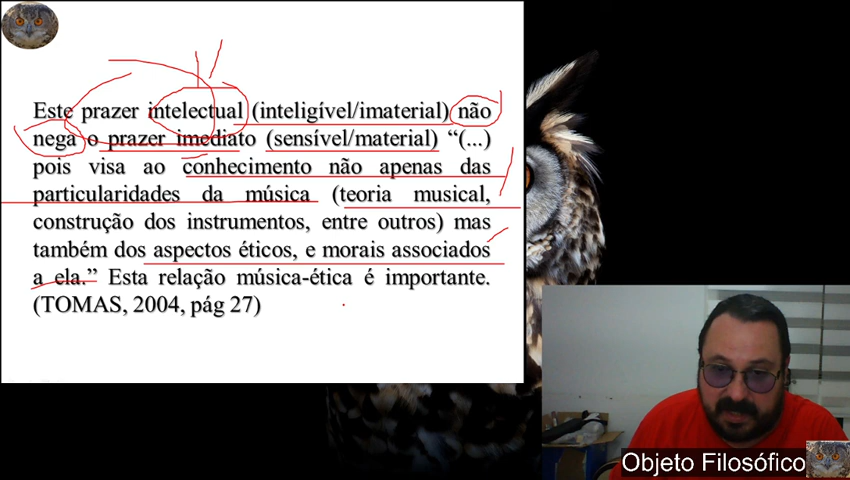 Este prazer intelectual (inteligível/imaterial) não
nega o prazer imediato (sensível/material) “(...)
pois visa ao conhecimento não apenas das
particularidades da música (teoria musical,
construção dos instrumentos, entre outros) mas
também dos aspectos éticos, e morais associados
a ela.” Esta relação música-ética é importante.
(TOMAS, 2004, pág 27)
Objeto Filosófico